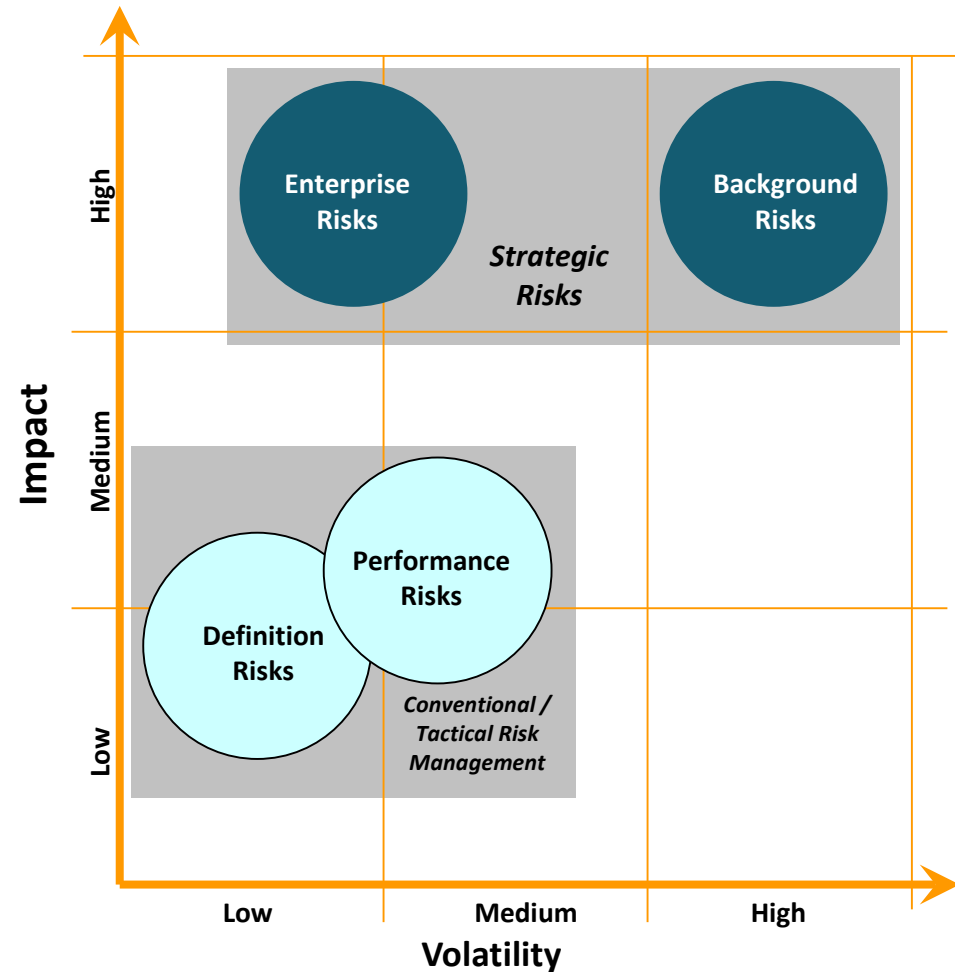 Enterprise
Risks
Background
Risks
Strategic
Risks
High
Impact
Medium
Performance
Risks
Definition
Risks
Conventional /
Tactical Risk
Management
Low
Low
Medium
High
Volatility